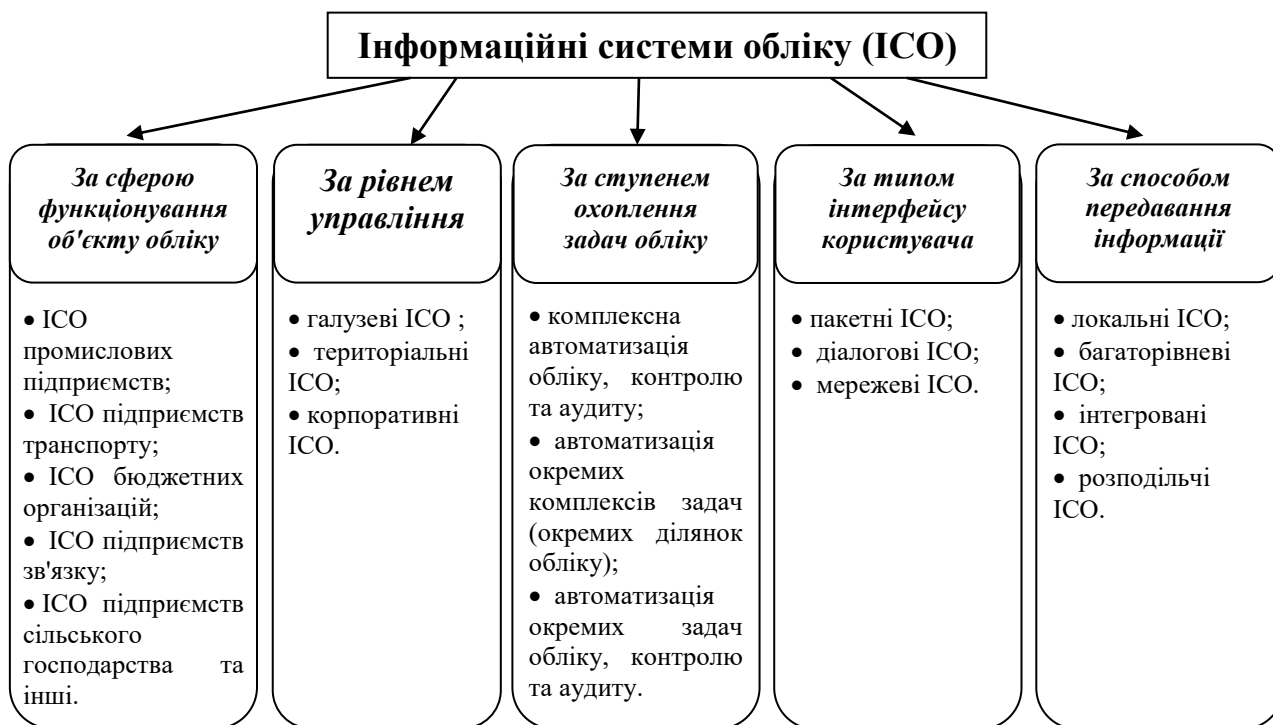 Інформаційні системи обліку (ІСО)
За сферою
функціонування
об'єкту обліку
• ІСО
промислових
підприємств;
• ІСО підприємств
транспорту;
• ІСО бюджетних
організацій;
• ІСО підприємств
зв'язку;
• ІСО підприємств
сільського
господарства та
інші.
За рівнем
управління
• галузеві ІСО ;
• територіальні
ІСО;
• корпоративні
ІСО.
За ступенем
охоплення
задач обліку
• комплексна
автоматизація
обліку, контролю
та аудиту;
• автоматизація
окремих
комплексів задач
(окремих ділянок
обліку);
• автоматизація
окремих задач
обліку, контролю
та аудиту.
За типом
інтерфейсу
користувача
• пакетні ІСО;
• діалогові ІСО;
• мережеві ІСО.
За способом
передавання
інформації
• локальні ІСО;
• багаторівневі
ІСО;
• інтегровані
ІСО;
• розподільчі
ІСО.